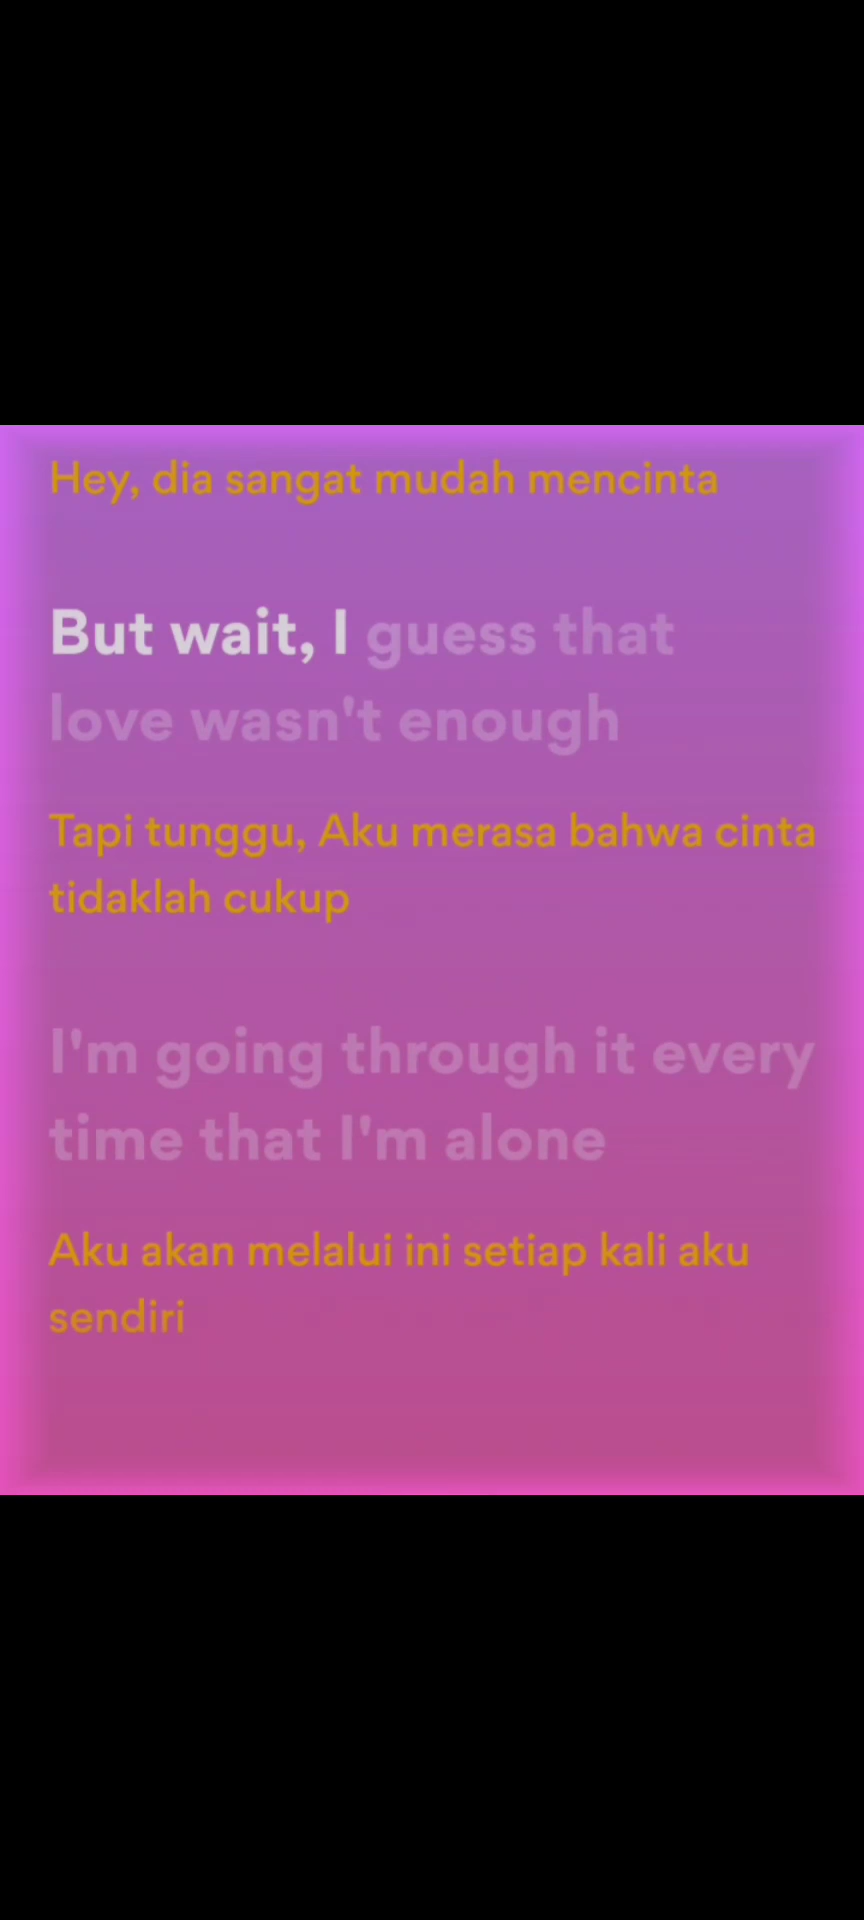 Hey, dia sangat mudah mencinta
But wait, I guess that
love wasn't enough
Tapi tunggu, Aku merasa bahwa cinta
tidaklah cukup
I'm going through it every
time that I'm alone
Aku akan melalui ini setiap kali aku
sendiri